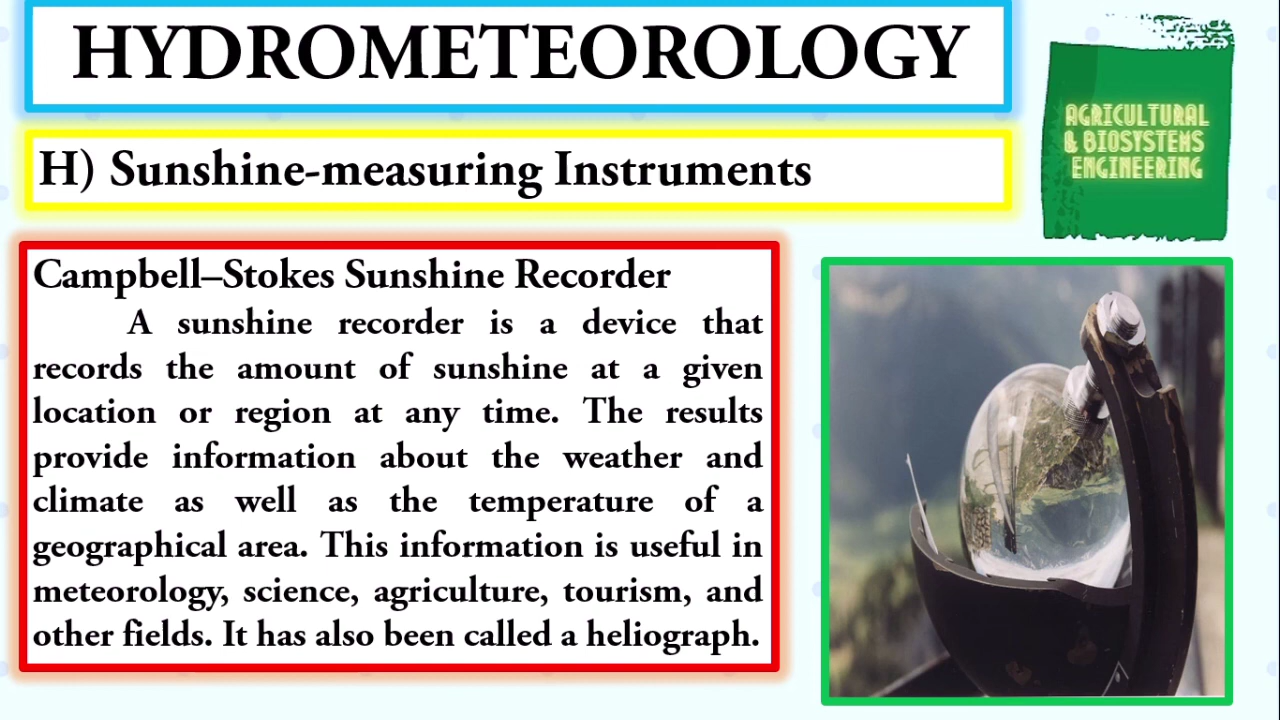 HYDROMETEOROLOGY
AGRICULTURAL
& BIOSYSTEMS
ENGINEERING
H) Sunshine-measuring Instruments
Campbell–Stokes Sunshine Recorder
A sunshine recorder is a device that
records the amount of sunshine at a given
location or region at any time. The results
provide information about the weather and
climate as well as the temperature of a
geographical area. This information is useful in
meteorology, science, agriculture, tourism, and
other fields. It has also been called a heliograph.